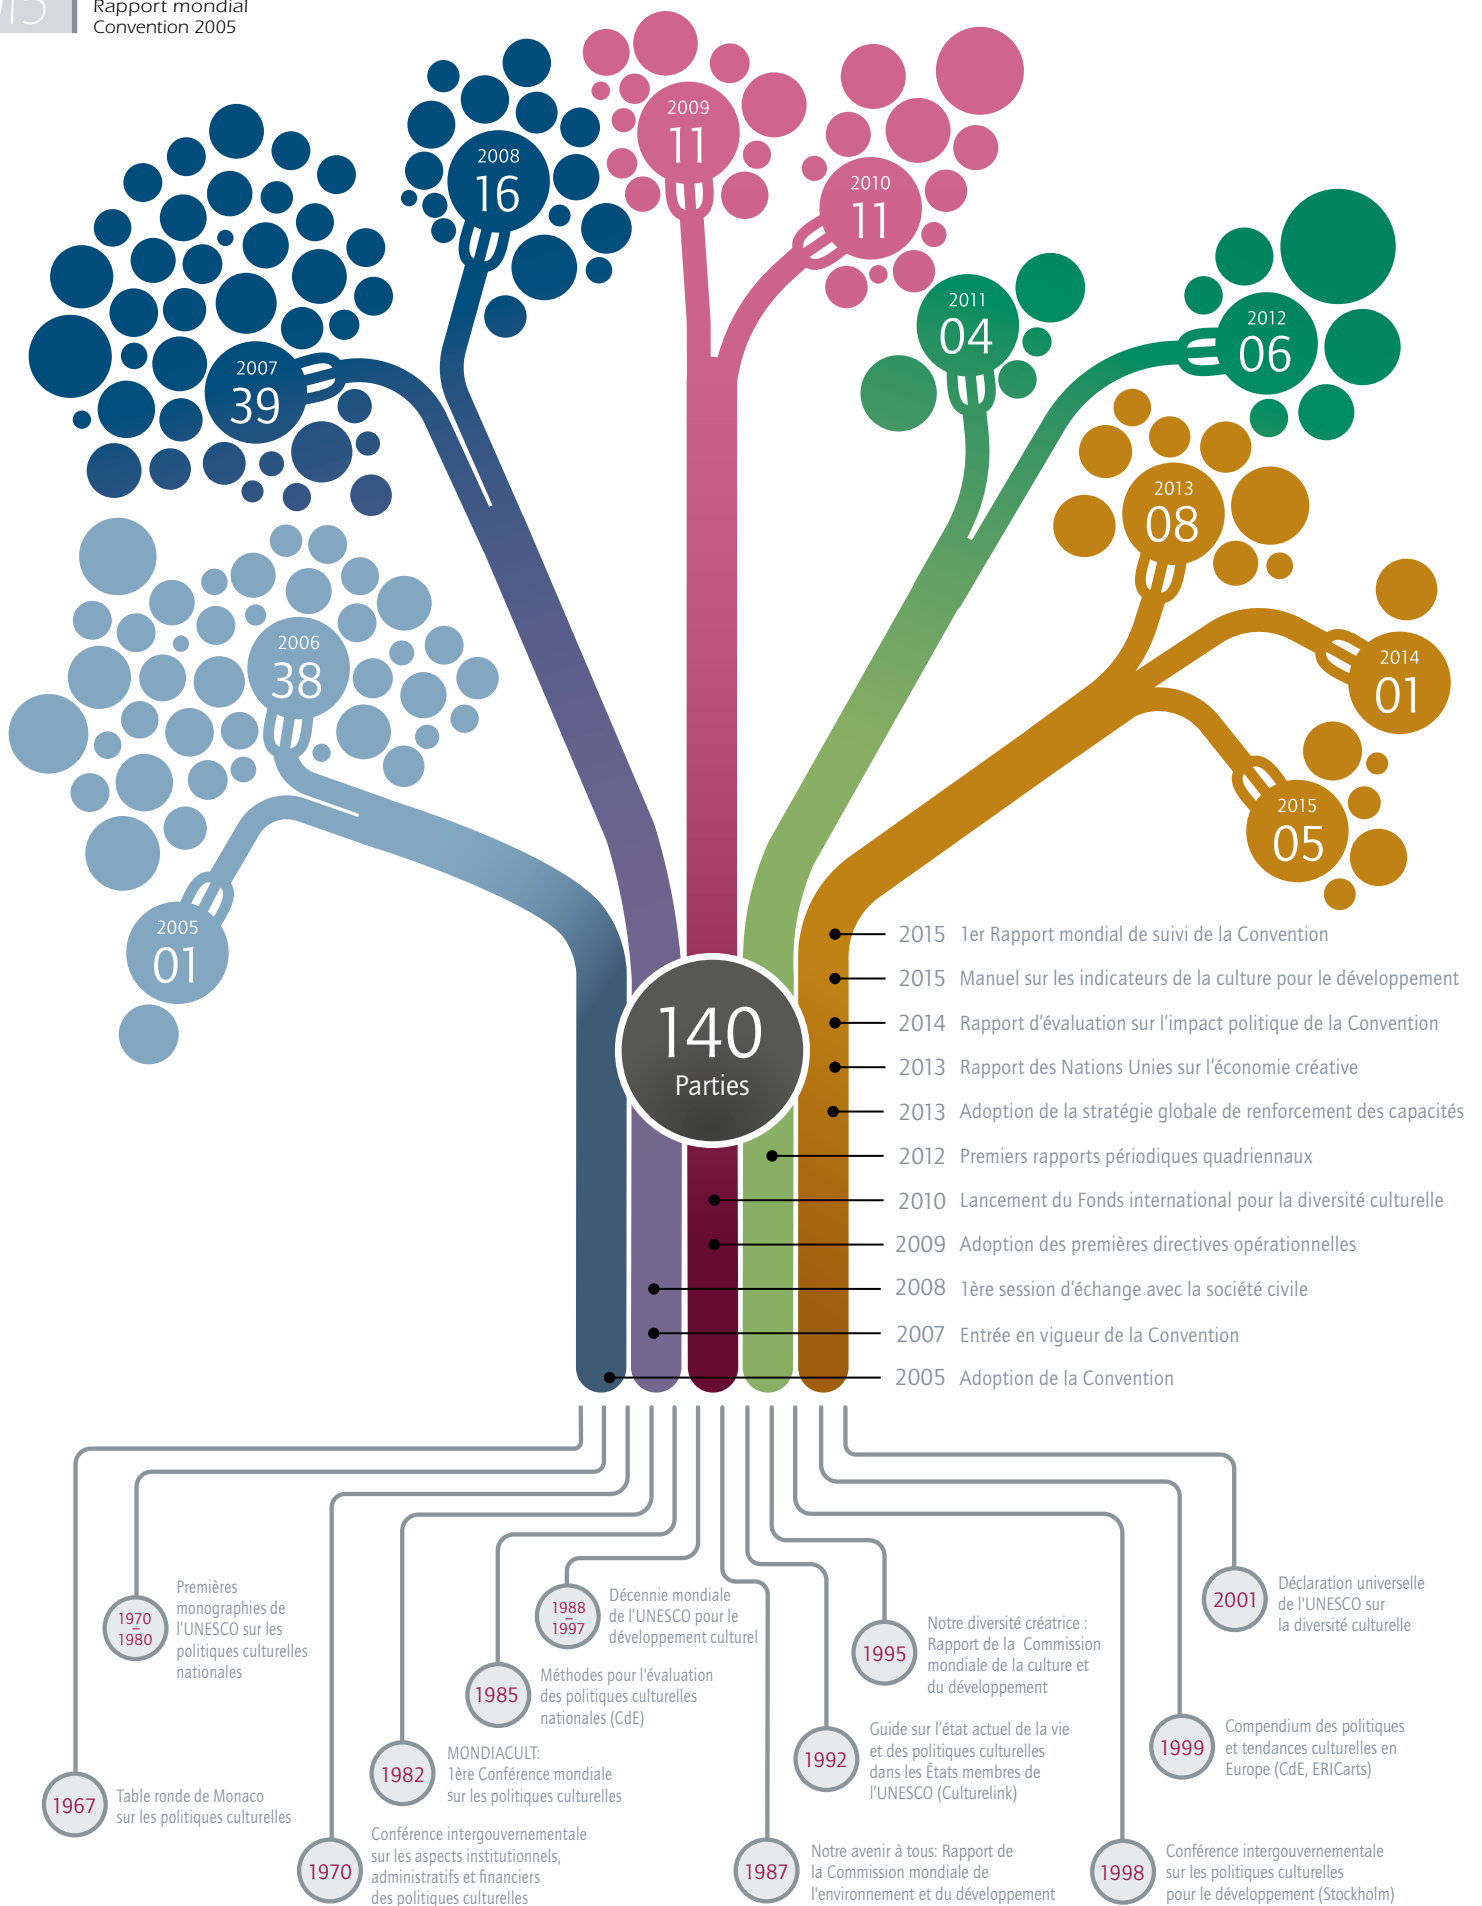 2015
Rapport mondial
Convention 2005
2009
11
2008
16
2010
11
2011
04
2012
06
2007
39
2013
08
2006
38
2014
01
2015
05
2005
01
140
Parties
2015 1er Rapport mondial de suivi de la Convention
2015 Manuel sur les indicateurs de la culture pour le développement
2014 Rapport d’évaluation sur l’impact politique de la Convention
2013 Rapport des Nations Unies sur l’économie créative
2013 Adoption de la stratégie globale de renforcement des capacités
2012 Premiers rapports périodiques quadriennaux
2010 Lancement du Fonds international pour la diversité culturelle
2009 Adoption des premières directives opérationnelles
2008 1ère session d’échange avec la société civile
2007 Entrée en vigueur de la Convention
2005 Adoption de la Convention
1970
–
1980
Premières
monographies de
l'UNESCO sur les
politiques culturelles
nationales
1988
–
1997
Décennie mondiale
de l’UNESCO pour le
développement culturel
2001
Déclaration universelle
de l'UNESCO sur
la diversité culturelle
1995
Notre diversité créatrice :
Rapport de la Commission
mondiale de la culture et
du développement
1985
Méthodes pour l'évaluation
des politiques culturelles
nationales (CdE)
1982
MONDIACULT:
1ère Conférence mondiale
sur les politiques culturelles
1992
Guide sur l’état actuel de la vie
et des politiques culturelles
dans les États membres de
l’UNESCO (Culturelink)
1999
Compendium des politiques
et tendances culturelles en
Europe (CdE, ERICarts)
1967
Table ronde de Monaco
sur les politiques culturelles
1970
Conférence intergouvernementale
sur les aspects institutionnels,
administratifs et financiers
des politiques culturelles
1987
Notre avenir à tous: Rapport de
la Commission mondiale de
l'environnement et du développement
1998
Conférence intergouvernementale
sur les politiques culturelles
pour le développement (Stockholm)